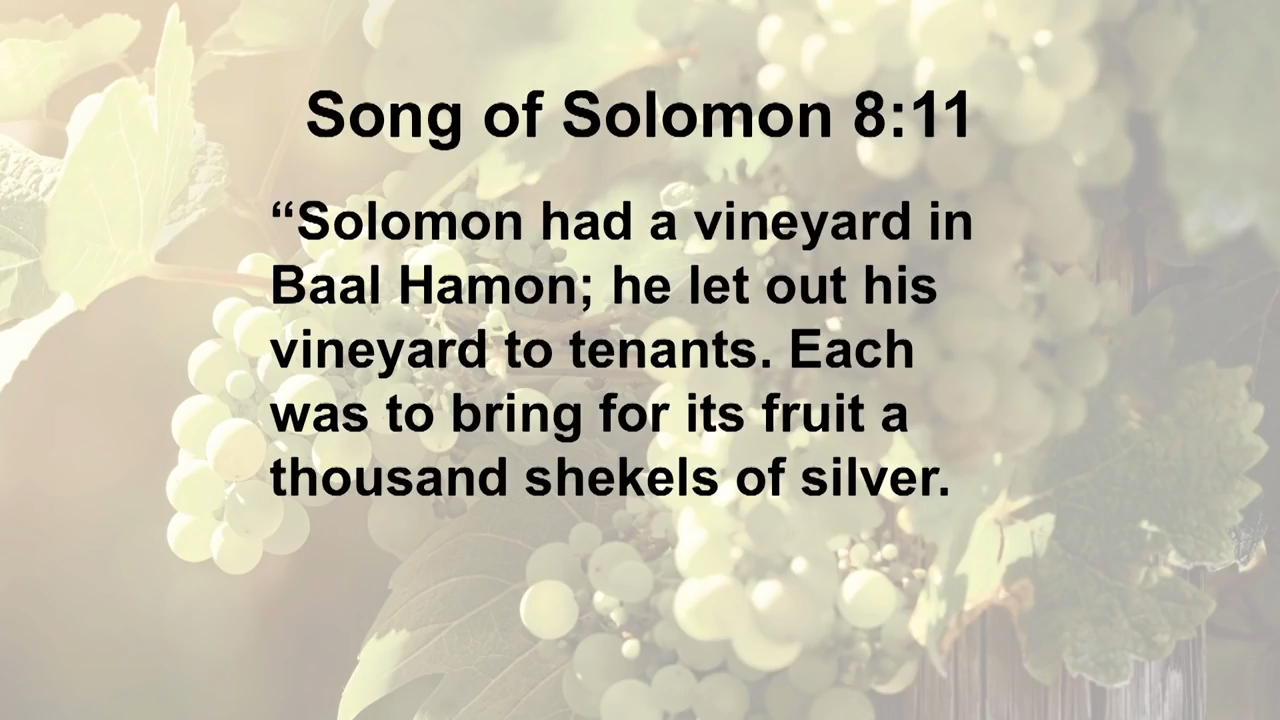 Song of Solomon 8:11
“Solomon had a vineyard in
Baal Hamon; he let out his
vineyard to tenants. Each
was to bring for its fruit a
thousand shekels of silver.